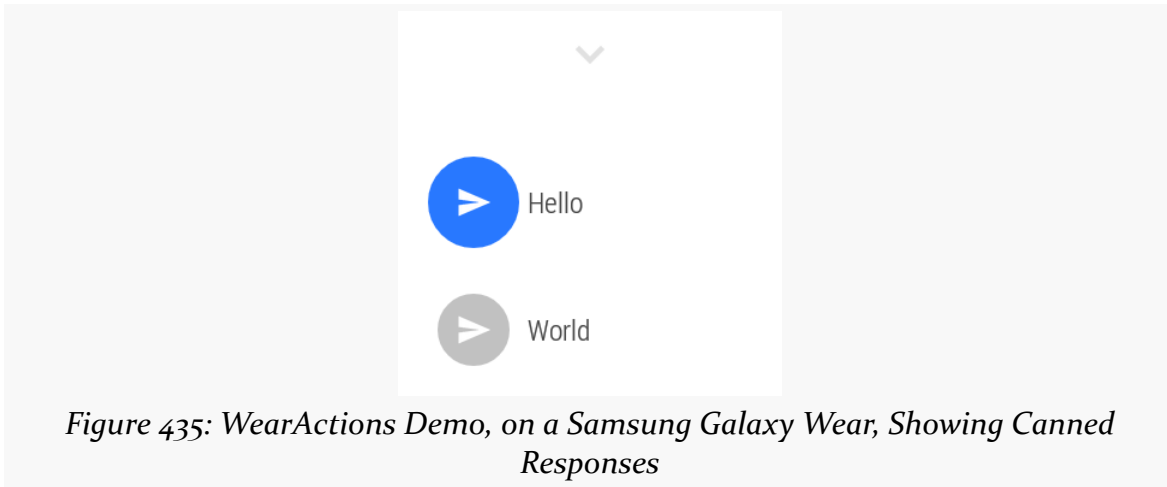 Hello
World
Figure 435: WearActions Demo, on a Samsung Galaxy Wear, Showing Canned
Responses